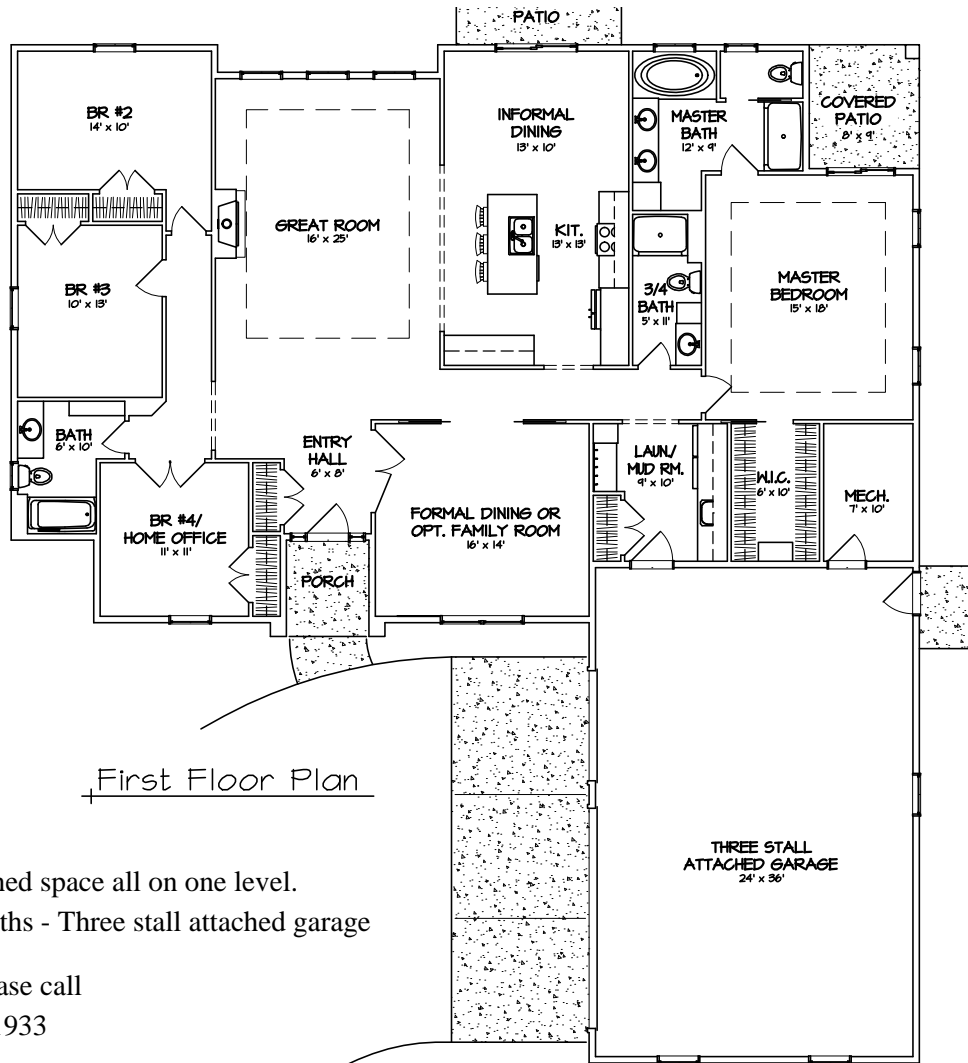 PATIO
BR #2
14' x 10'
INFORMAL
DINING
13' x 10'
MASTER
BATH
12' x 9'
COVERED
PATIO
8' x 9'
GREAT ROOM
16' x 25'
KIT.
13' x 13'
BR #3
10' x 13'
3/4
BATH
5' x 11'
MASTER
BEDROOM
15' x 18'
BATH
6' x 10'
ENTRY
HALL
6' x 8'
LAUN./
MUD RM.
9' x 10'
W.I.C.
6' x 10'
MECH.
7' x 10'
BR #4/
HOME OFFICE
11' x 11'
FORMAL DINING OR
OPT. FAMILY ROOM
16' x 14'
PORCH
First Floor Plan
THREE STALL
ATTACHED GARAGE
24' x 36'
ned space all on one level.
ths - Three stall attached garage
ase call
1933